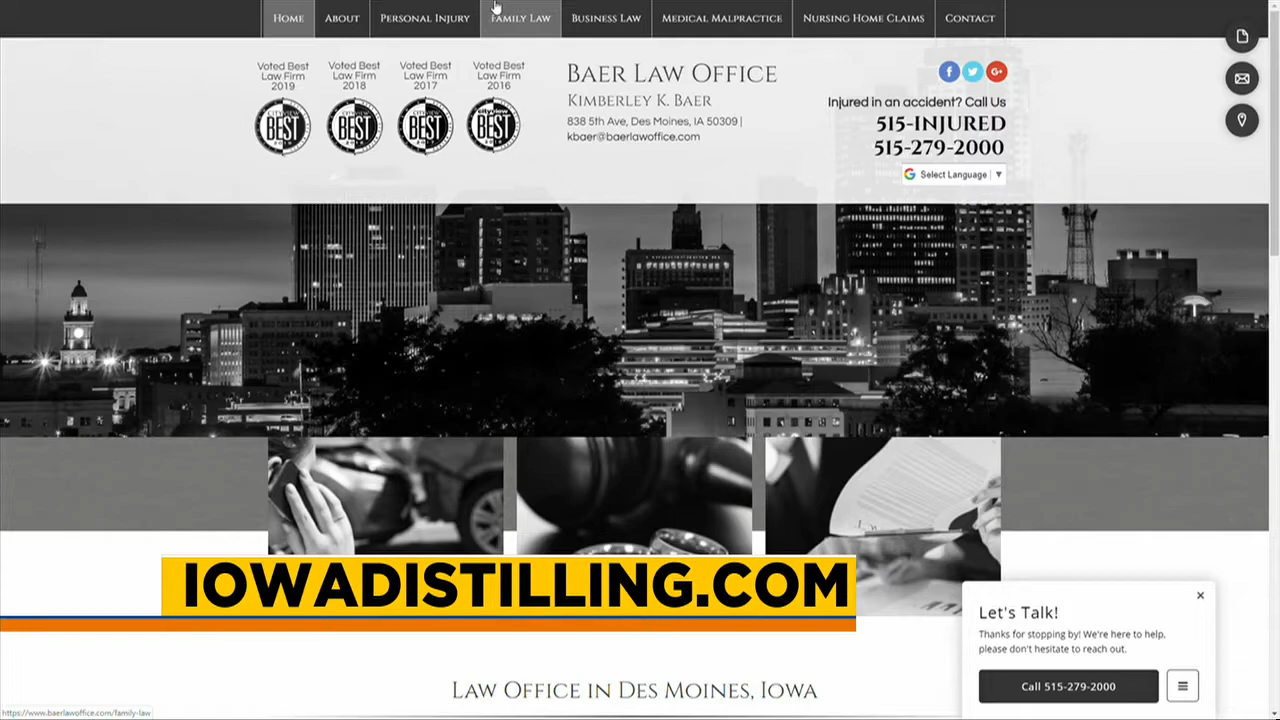 HOME ABOUT PERSONAL INJURY FAMILY LAW BUSINESS LAW MEDICAL MALPRACTICE NURSING HOME CLAIMS CONTACT
Voted Best
Law Firm
2019
Voted Best
Law Firm
2018
Voted Best
Law Firm
2017
Voted Best
Law Firm
2016
cityview
BEST
cityview
BEST
cityview
BEST
cityview
BEST
BAER LAW OFFICE
KIMBERLEY K. BAER
838 5th Ave, Des Moines, IA 50309 |
kbaer@baerlawoffice.com
Injured in an accident? Call Us
515-INJURED
515-279-2000
Select Language ▼
IOWADISTILLING.COM
Let's Talk!
Thanks for stopping by! We're here to help,
please don't hesitate to reach out.
Call 515-279-2000
LAW OFFICE IN DES MOINES, IOWA
https://www.baerlawoffice.com/family-law